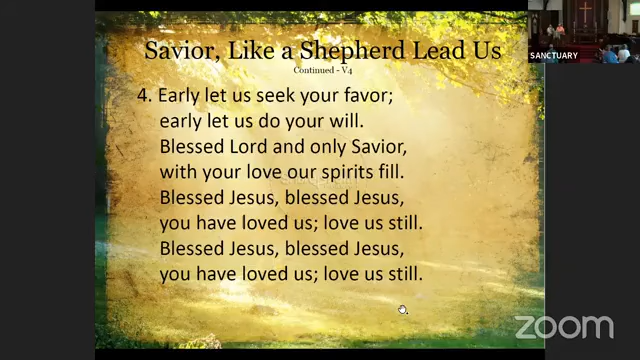 Savior, Like a Shepherd Lead Us
Continued - V4
4. Early let us seek your favor;
early let us do your will.
Blessed Lord and only Savior,
with your love our spirits fill.
Blessed Jesus, blessed Jesus,
you have loved us; love us still.
Blessed Jesus, blessed Jesus,
you have loved us; love us still.
SANCTUARY
zoom